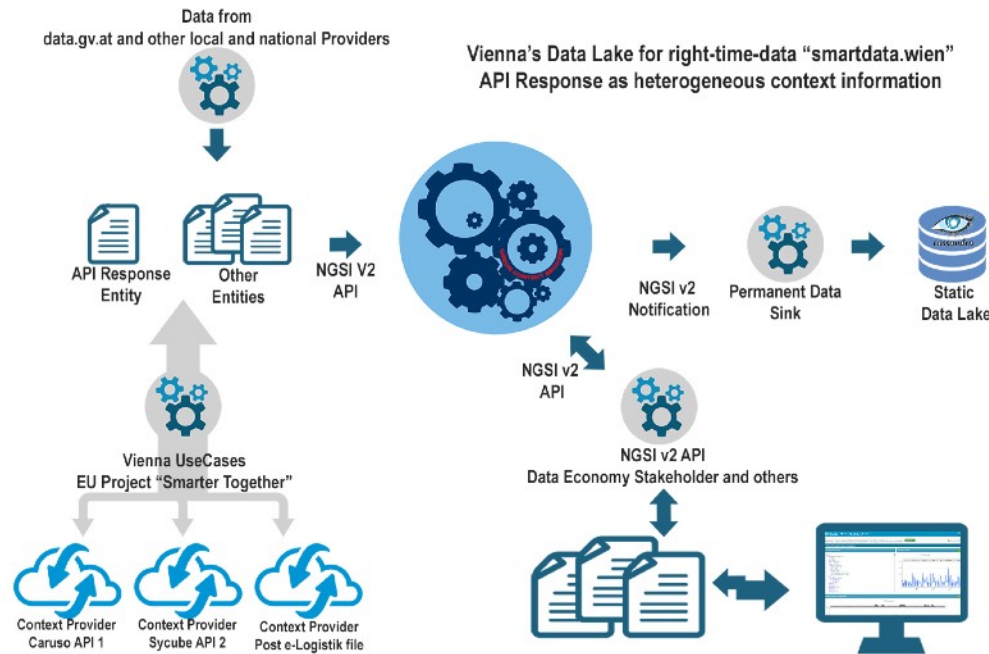 Data from
data.gv.at and other local and national Providers
Vienna's Data Lake for right-time-data "smartdata.wien"
API Response as heterogeneous context information
API Response
Entity
Other
Entities
NGSI V2
API
NGSI v2
Notification
Permanent Data
Sink
cassandra
Static
Data Lake
NGSI v2
API
Vienna UseCases
EU Project "Smarter Together"
NGSI v2 API
Data Economy Stakeholder and others
Context Provider
Caruso API 1
Context Provider
Sycube API 2
Context Provider
Post e-Logistik file